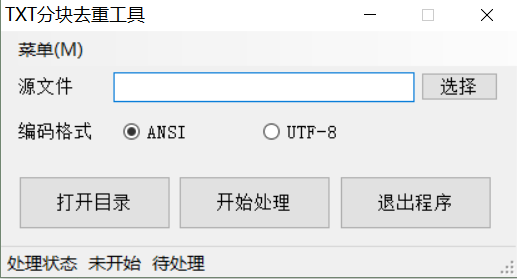 TXT分块去重工具
菜单(M)
源文件 选择
编码格式 ANSI UTF-8
打开目录 开始处理 退出程序
处理状态 未开始 待处理